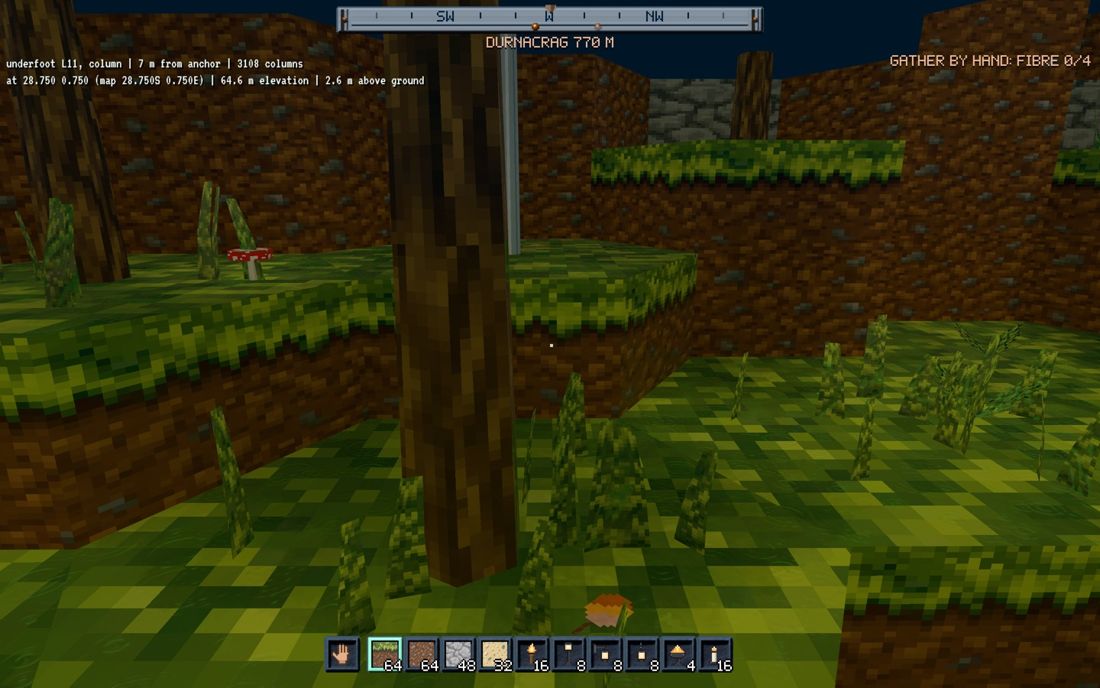 SW W NW
DURNACRAG 770 M
underfoot L11, column | 7 m from anchor | 3108 columns
at 28.750 0.750 (map 28.750S 0.750E) | 64.6 m elevation | 2.6 m above ground
GATHER BY HAND: FIBRE 0/4
64 64 48 32 16 8 8 8 4 16